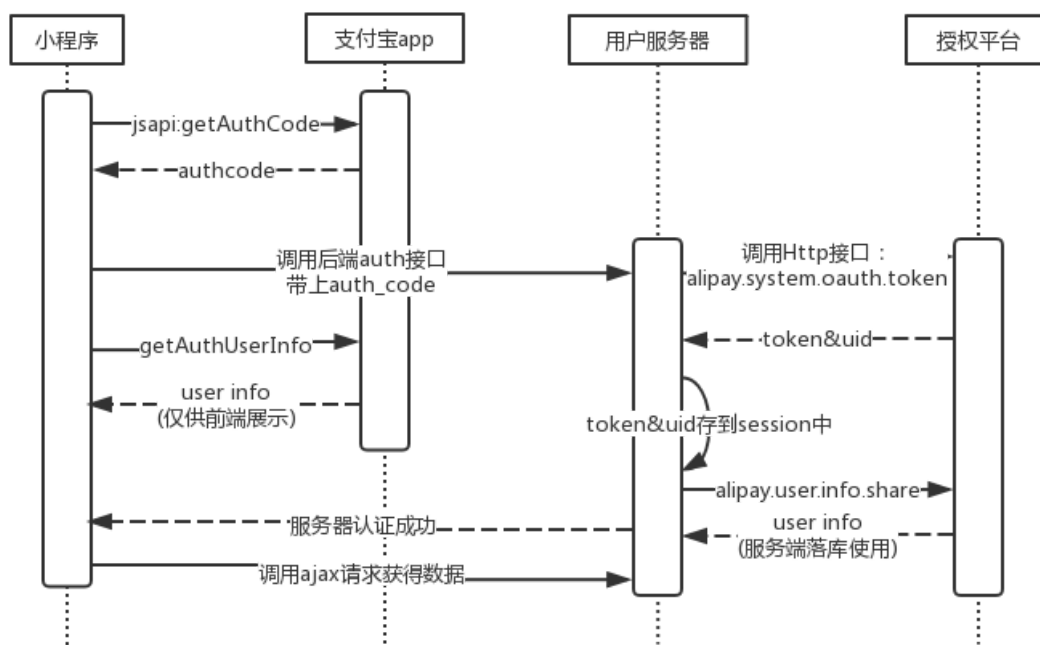 小程序
支付宝app
用户服务器
授权平台
jsapi:getAuthCode
authcode
调用后端auth接口
带上auth_code
调用Http接口：
alipay.system.oauth.token
getAuthUserInfo
token&uid
user info
(仅供前端展示)
token&uid存到session中
alipay.user.info.share
服务器认证成功
user info
(服务端落库使用)
调用ajax请求获得数据